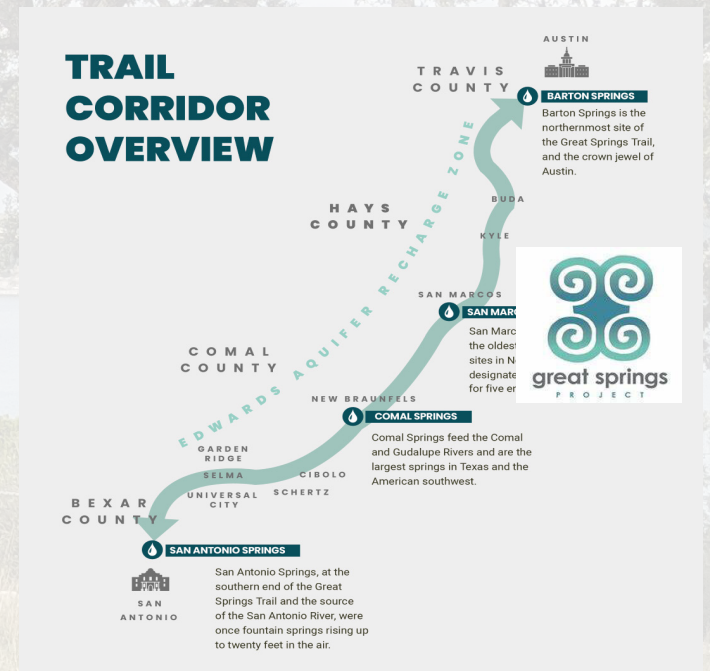 TRAIL
CORRIDOR
OVERVIEW
AUSTIN
TRAVIS
COUNTY
BARTON SPRINGS
Barton Springs is the
northernmost site of
the Great Springs Trail,
and the crown jewel of
Austin.
BUDA
HAYS
COUNTY
KYLE
EDWARDS AQUIFER RECHARGE ZONE
SAN MARCOS
SAN MARC
San Marc
the oldest
sites in N
designate
for five en
great springs
PROJECT
COMAL
COUNTY
NEW BRAUNFELS
COMAL SPRINGS
Comal Springs feed the Comal
and Gudalupe Rivers and are the
largest springs in Texas and the
American southwest.
GARDEN
RIDGE
SELMA
CIBOLO
UNIVERSAL
CITY
SCHERTZ
BEXAR
COUNTY
SAN ANTONIO SPRINGS
San Antonio Springs, at the
southern end of the Great
Springs Trail and the source
of the San Antonio River, were
once fountain springs rising up
to twenty feet in the air.
SAN
ANTONIO